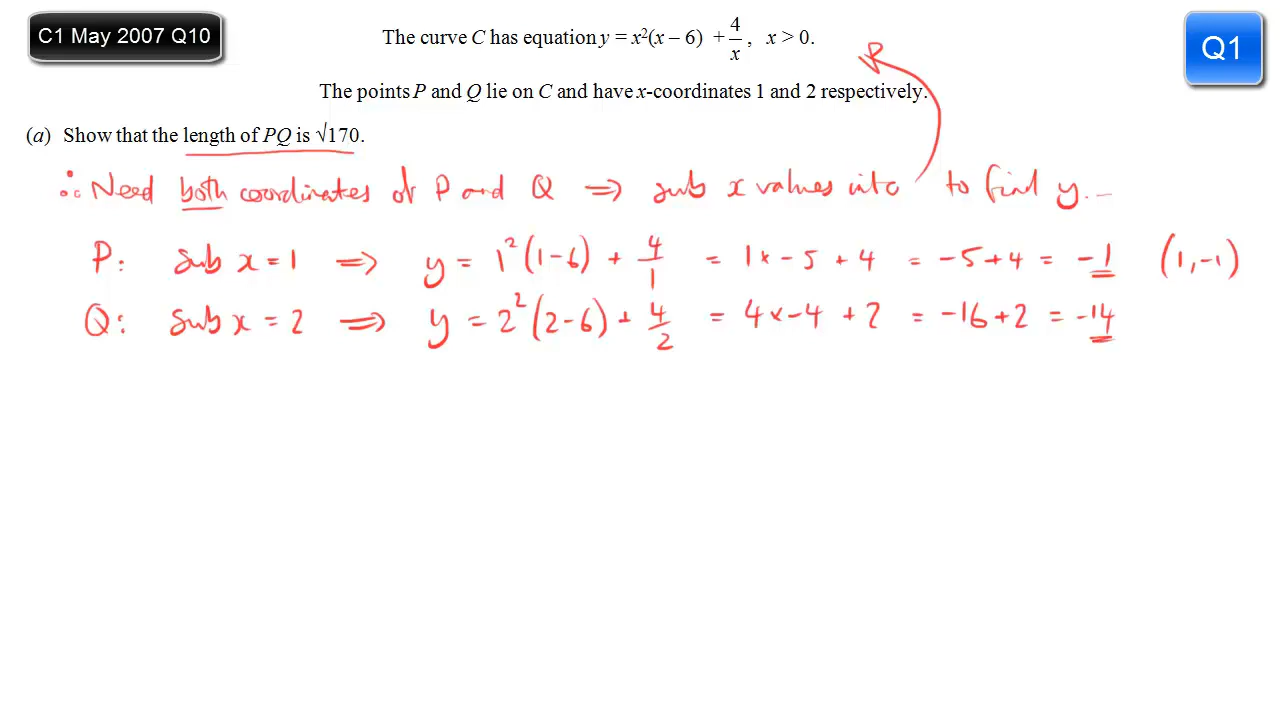 C1 May 2007 Q10
The curve C has equation y = x²(x – 6) + 4/x, x > 0.
Q1
The points P and Q lie on C and have x-coordinates 1 and 2 respectively.
(a) Show that the length of PQ is √170.
∴ Need both coordinates of P and Q ⇒ sub x values into to find y.
P: sub x = 1 ⇒ y = 1²(1-6) + 4/1 = 1×-5+4 = -5+4 = -1 (1,-1)
Q: sub x = 2 ⇒ y = 2²(2-6) + 4/2 = 4×-4+2 = -16+2 = -14